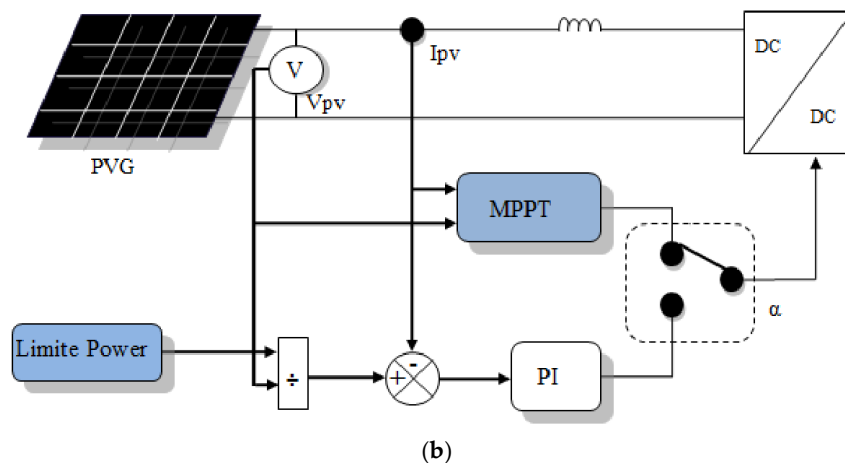 DC
Ipv
V
Vpv
DC
PVG
MPPT
α
Limite Power
÷
+
-
PI
(b)